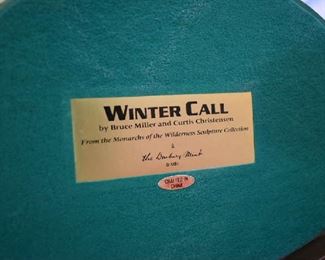 WINTER CALL
by Bruce Miller and Curtis Christensen
From the Monarchs of the Wilderness Sculpture Collection
The Danbury Mint
CRAFTED IN
CHINA